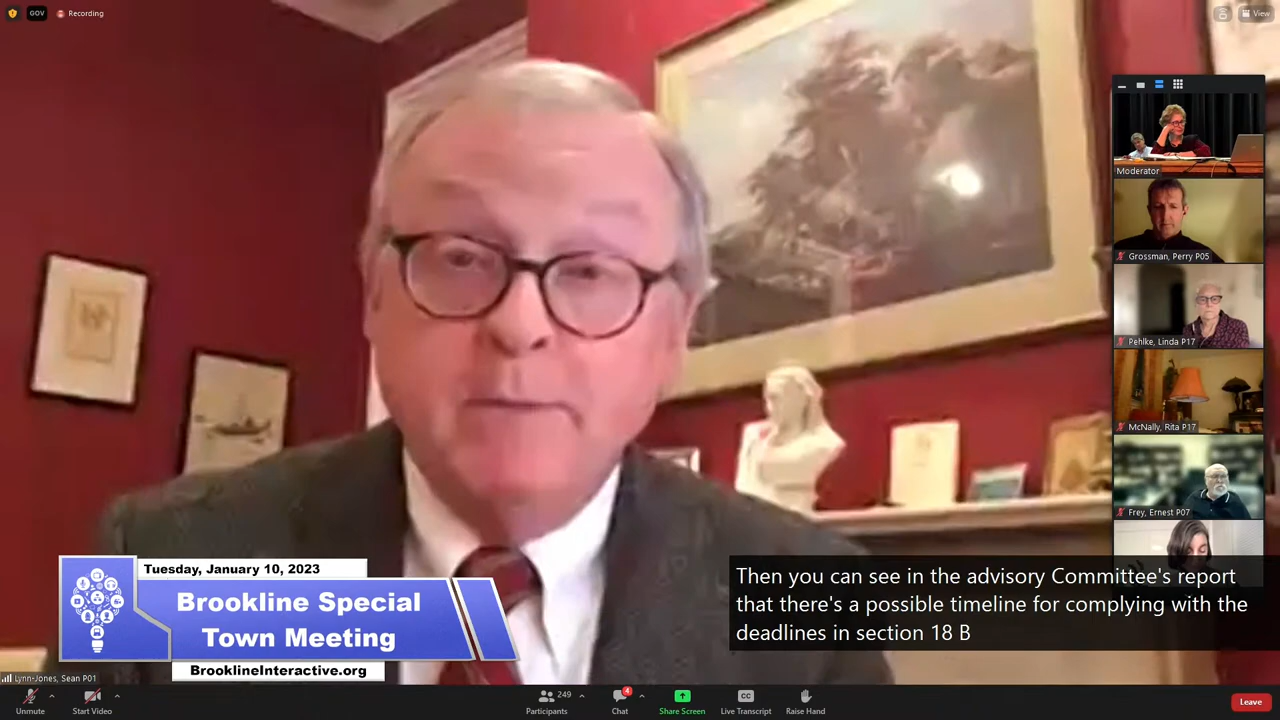 GOV
Recording
View
Moderator
Grossman, Perry P05
Pehlke, Linda P17
McNally, Rita P17
Frey, Ernest P07
Then you can see in the advisory Committee's report
that there's a possible timeline for complying with the
deadlines in section 18 B
Tuesday, January 10, 2023
Brookline Special
Town Meeting
BrooklineInteractive.org
Lynn-Jones, Sean P01
Unmute
Start Video
249
Participants
4
Chat
Share Screen
CC
Live Transcript
Raise Hand
Leave